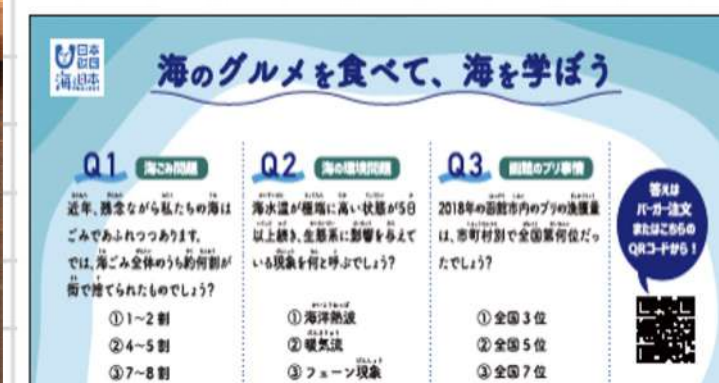 日本
財団
海と日本
PROJECT
海のグルメを食べて、海を学ぼう
Q1 海ごみ問題
近年、残念ながら私たちの海は
ごみであふれつつあります。
では、海ごみ全体のうち約何割が
街で捨てられたものでしょう？
①1〜2割
②4〜5割
③7〜8割
Q2 海の環境問題
海水温が極端に高い状態が5日
以上続き、生態系に影響を与えて
いる現象を何と呼ぶでしょう？
①海洋熱波
②暖気流
③フェーン現象
Q3 函館のブリ事情
2018年の函館市内のブリの漁獲量
は、市町村別で全国第何位だっ
たでしょう？
①全国3位
②全国5位
③全国7位
答えは
バーガー注文
またはこちらの
QRコードから！